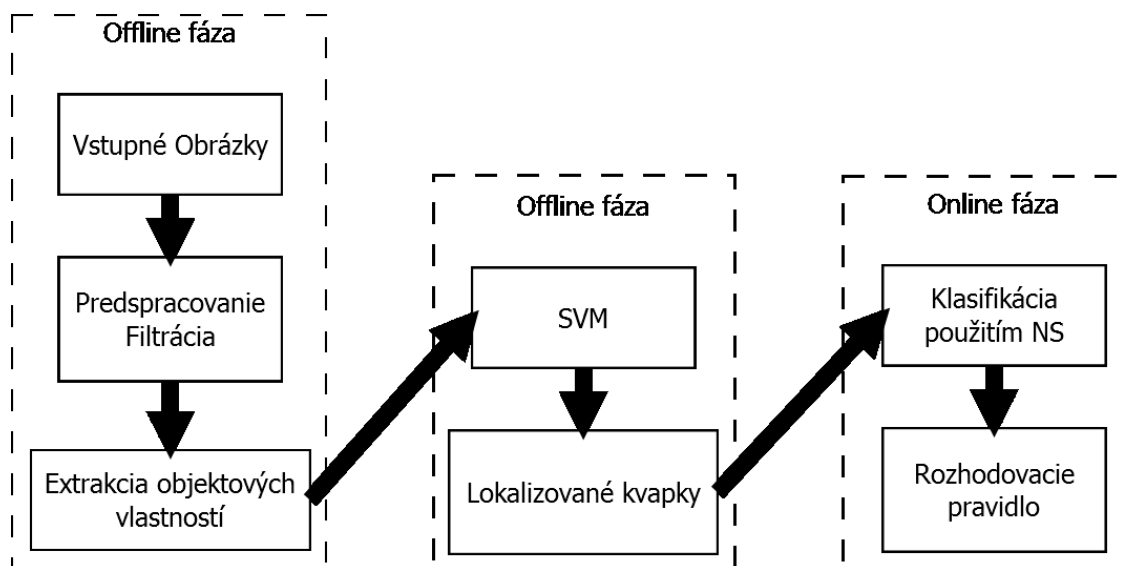 Offline fáza
Vstupné Obrázky
Predspracovanie
Filtrácia
Extrakcia objektových
vlastností
Offline fáza
SVM
Lokalizované kvapky
Online fáza
Klasifikácia
použitím NS
Rozhodovacie
pravidlo